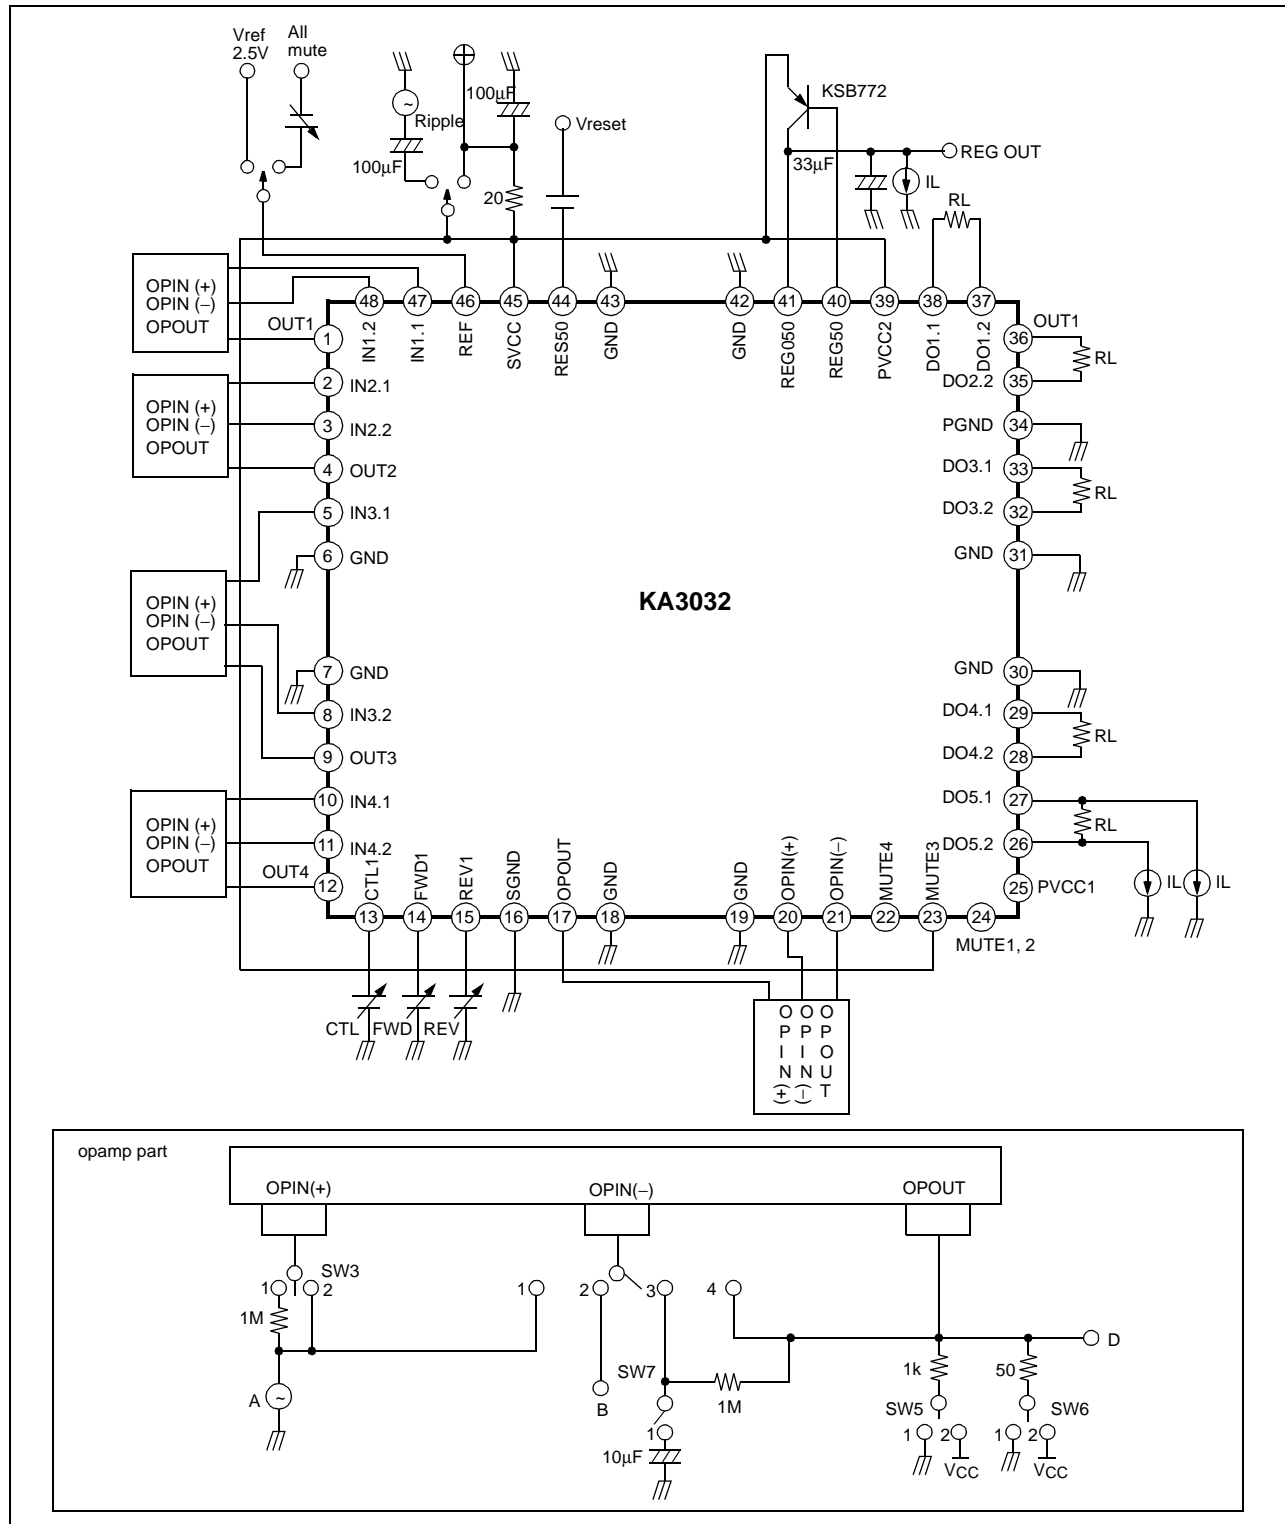 Vref
2.5V
All
mute
~
Ripple
100µF
100µF
20
Vreset
KSB772
33µF
REG OUT
IL
RL
OPIN (+)
OPIN (−)
OPOUT
OUT1
48
47
46
45
44
43
42
41
40
39
38
37
IN1.2
IN1.1
REF
SVCC
RES50
GND
GND
REG050
REG50
PVCC2
DO1.1
DO1.2
1
2
IN2.1
3
IN2.2
4
OUT2
5
IN3.1
6
GND
7
GND
8
IN3.2
9
OUT3
10
IN4.1
11
IN4.2
OUT4
12
OPIN (+)
OPIN (−)
OPOUT
OPIN (+)
OPIN (−)
OPOUT
OPIN (+)
OPIN (−)
OPOUT
KA3032
36
OUT1
RL
DO2.2
35
PGND
34
DO3.1
33
RL
DO3.2
32
GND
31
GND
30
DO4.1
29
RL
DO4.2
28
DO5.1
27
RL
DO5.2
26
IL
IL
25
PVCC1
CTL1
FWD1
REV1
SGND
OPOUT
GND
GND
OPIN(+)
OPIN(−)
MUTE4
MUTE3
13
14
15
16
17
18
19
20
21
22
23
24
MUTE1, 2
CTL
FWD
REV
OPIN(+)
OPIN(−)
OPOUT
opamp part
OPIN(+)
OPIN(−)
OPOUT
SW3
1
2
1
2
3
4
1M
A
~
B
SW7
1M
1
10µF
D
1k
50
SW5
SW6
1
2
1
2
VCC
VCC